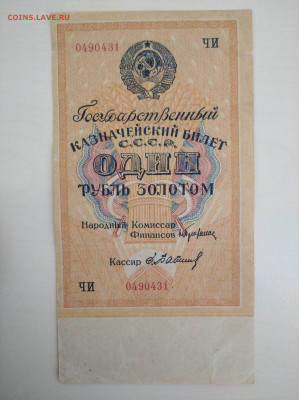 COINS.LAVE.RU
0490431 ЧИ
Государственный
КАЗНАЧЕЙСКИЙ БИЛЕТ
С.С.С.Р.
ОДИН
РУБЛЬ ЗОЛОТОМ
Народный Комиссар
Финансов
Кассир
ЧИ 0490431